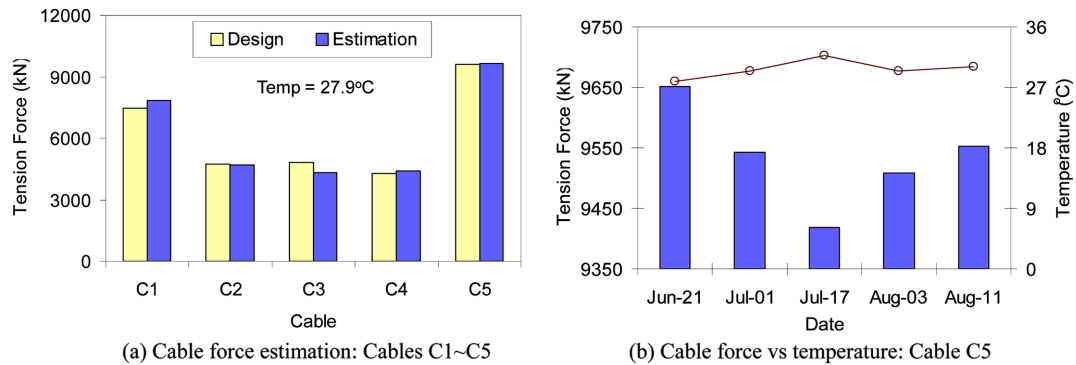 12000
9000
6000
3000
0
Tension Force (kN)
Design
Estimation
Temp = 27.9ºC
C1 C2 C3 C4 C5
Cable
(a) Cable force estimation: Cables C1~C5
9750
9650
9550
9450
9350
Tension Force (kN)
36
27
18
9
0
Temperature (ºC)
Jun-21 Jul-01 Jul-17 Aug-03 Aug-11
Date
(b) Cable force vs temperature: Cable C5